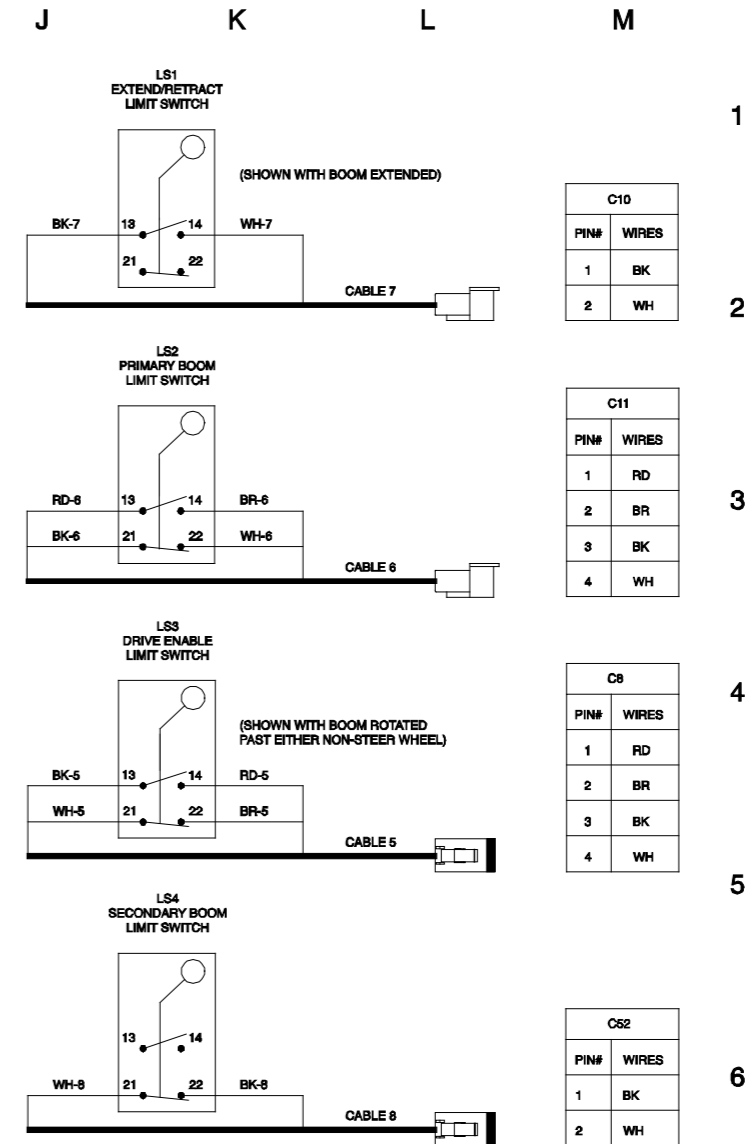 J K L M
LS1
EXTEND/RETRACT
LIMIT SWITCH
1
(SHOWN WITH BOOM EXTENDED)
BK-7 13 14 WH-7
21 22
CABLE 7
C10
PIN# WIRES
1 BK
2 WH
2
LS2
PRIMARY BOOM
LIMIT SWITCH
RD-6 13 14 BR-6
BK-6 21 22 WH-6
CABLE 6
C11
PIN# WIRES
1 RD
2 BR
3 BK
4 WH
3
LS3
DRIVE ENABLE
LIMIT SWITCH
(SHOWN WITH BOOM ROTATED
PAST EITHER NON-STEER WHEEL)
BK-5 13 14 RD-5
WH-5 21 22 BR-5
CABLE 5
C8
PIN# WIRES
1 RD
2 BR
3 BK
4 WH
4
5
LS4
SECONDARY BOOM
LIMIT SWITCH
13 14
WH-8 21 22 BK-8
CABLE 8
C52
PIN# WIRES
1 BK
2 WH
6